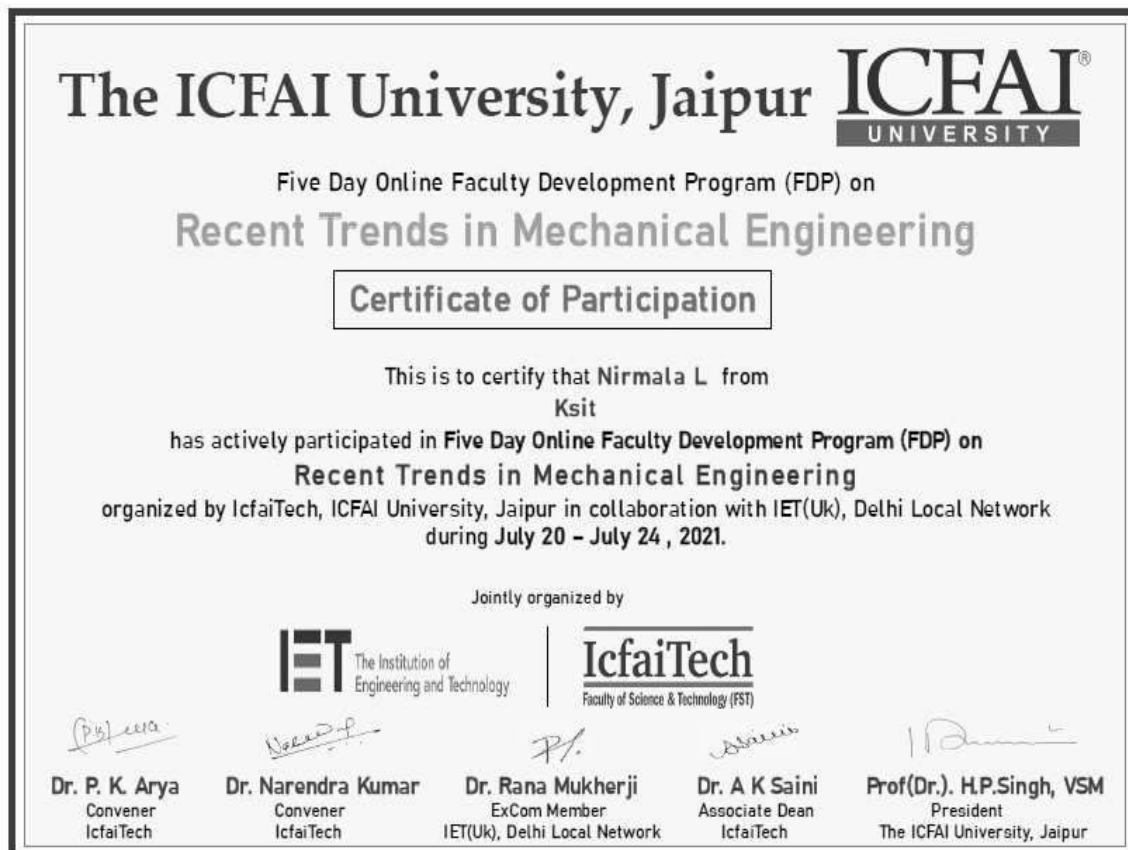 The ICFAI University, Jaipur
ICFAI®
UNIVERSITY
Five Day Online Faculty Development Program (FDP) on
Recent Trends in Mechanical Engineering
Certificate of Participation
This is to certify that Nirmala L from
Ksit
has actively participated in Five Day Online Faculty Development Program (FDP) on
Recent Trends in Mechanical Engineering
organized by IcfaiTech, ICFAI University, Jaipur in collaboration with IET(Uk), Delhi Local Network
during July 20 – July 24 , 2021.
Jointly organized by
IET
The Institution of
Engineering and Technology
IcfaiTech
Faculty of Science & Technology (FST)
Dr. P. K. Arya
Convener
IcfaiTech
Dr. Narendra Kumar
Convener
IcfaiTech
Dr. Rana Mukherji
ExCom Member
IET(Uk), Delhi Local Network
Dr. A K Saini
Associate Dean
IcfaiTech
Prof(Dr.). H.P.Singh, VSM
President
The ICFAI University, Jaipur